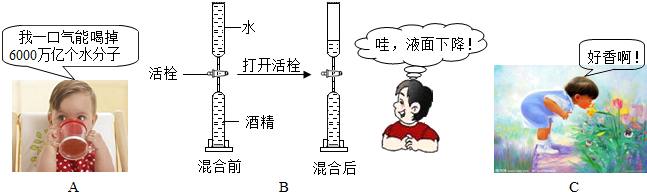 我一口气能喝掉
6000万亿个水分子
水
活栓
打开活栓
酒精
混合前
混合后
哇，液面下降！
好香啊！
A
B
C